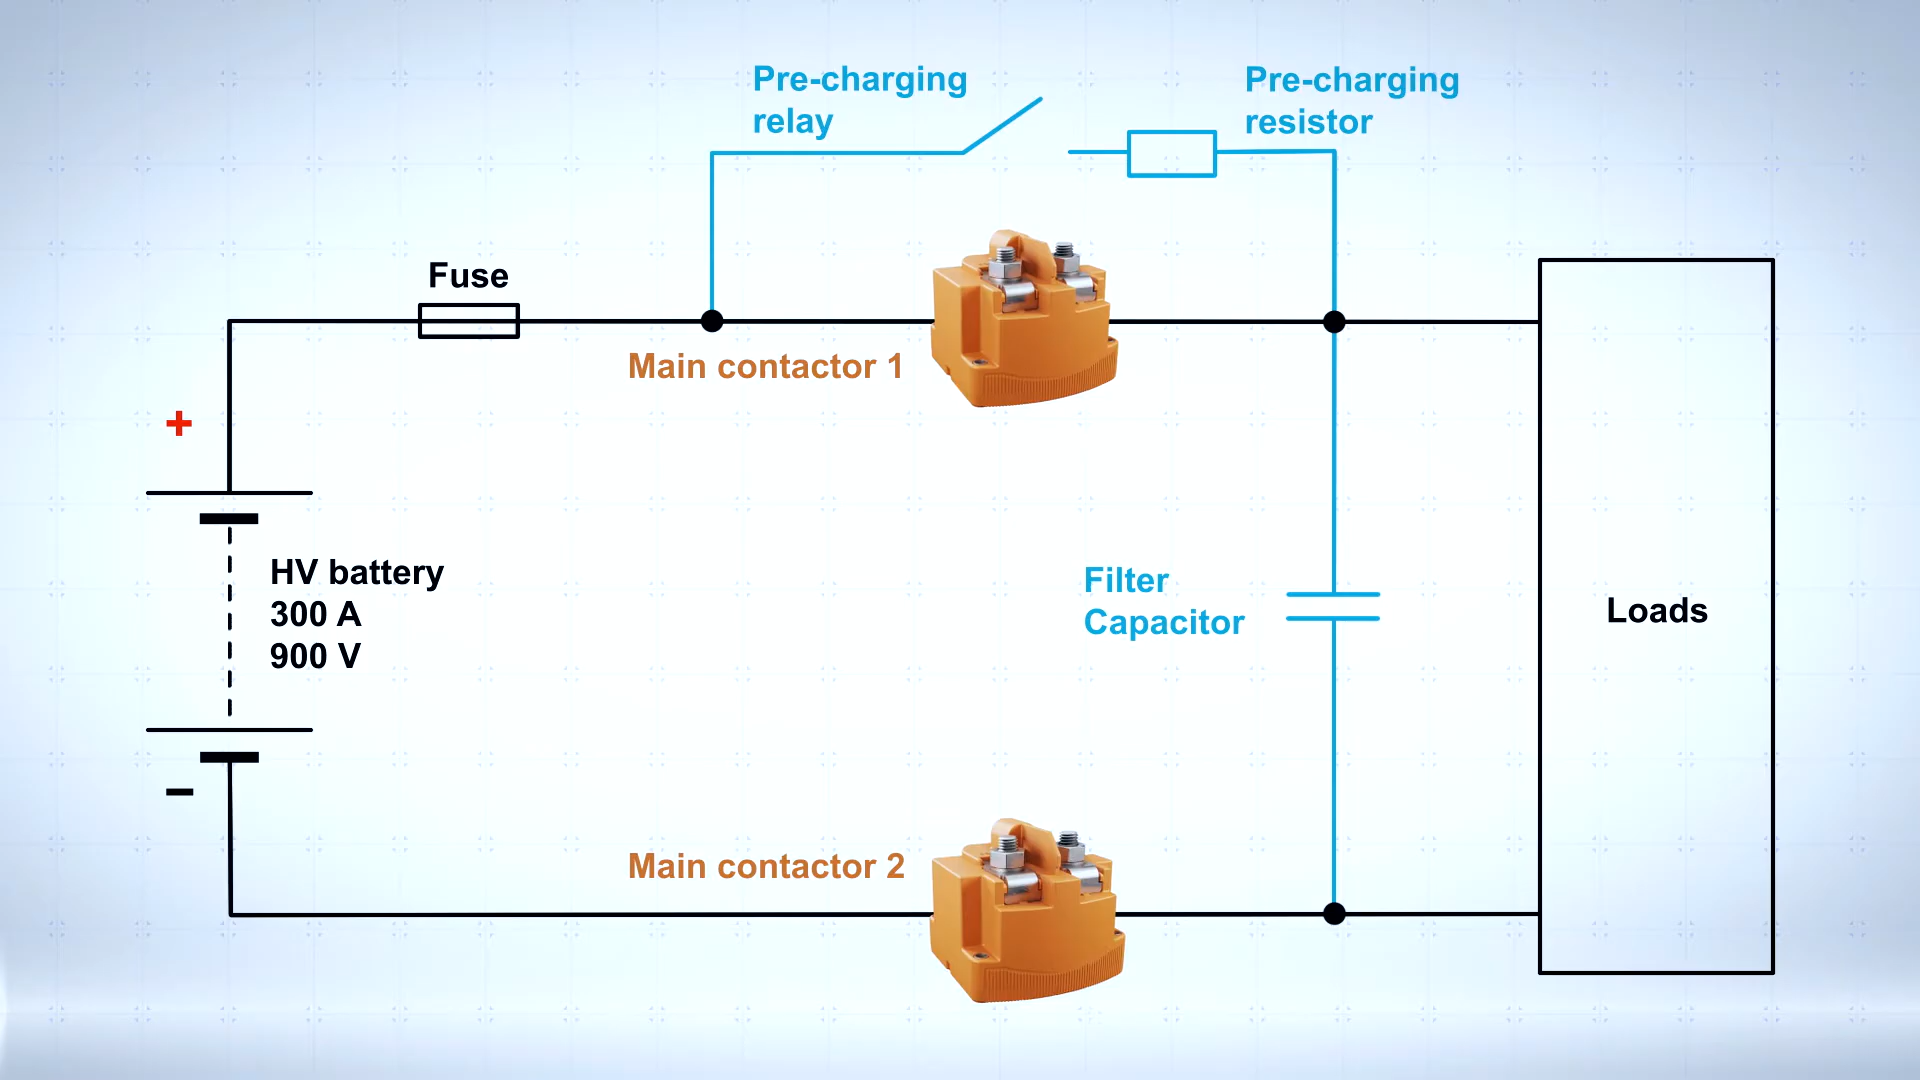 Pre-charging
relay
Pre-charging
resistor
Fuse
Main contactor 1
+
HV battery
300 A
900 V
Filter
Capacitor
Loads
−
Main contactor 2